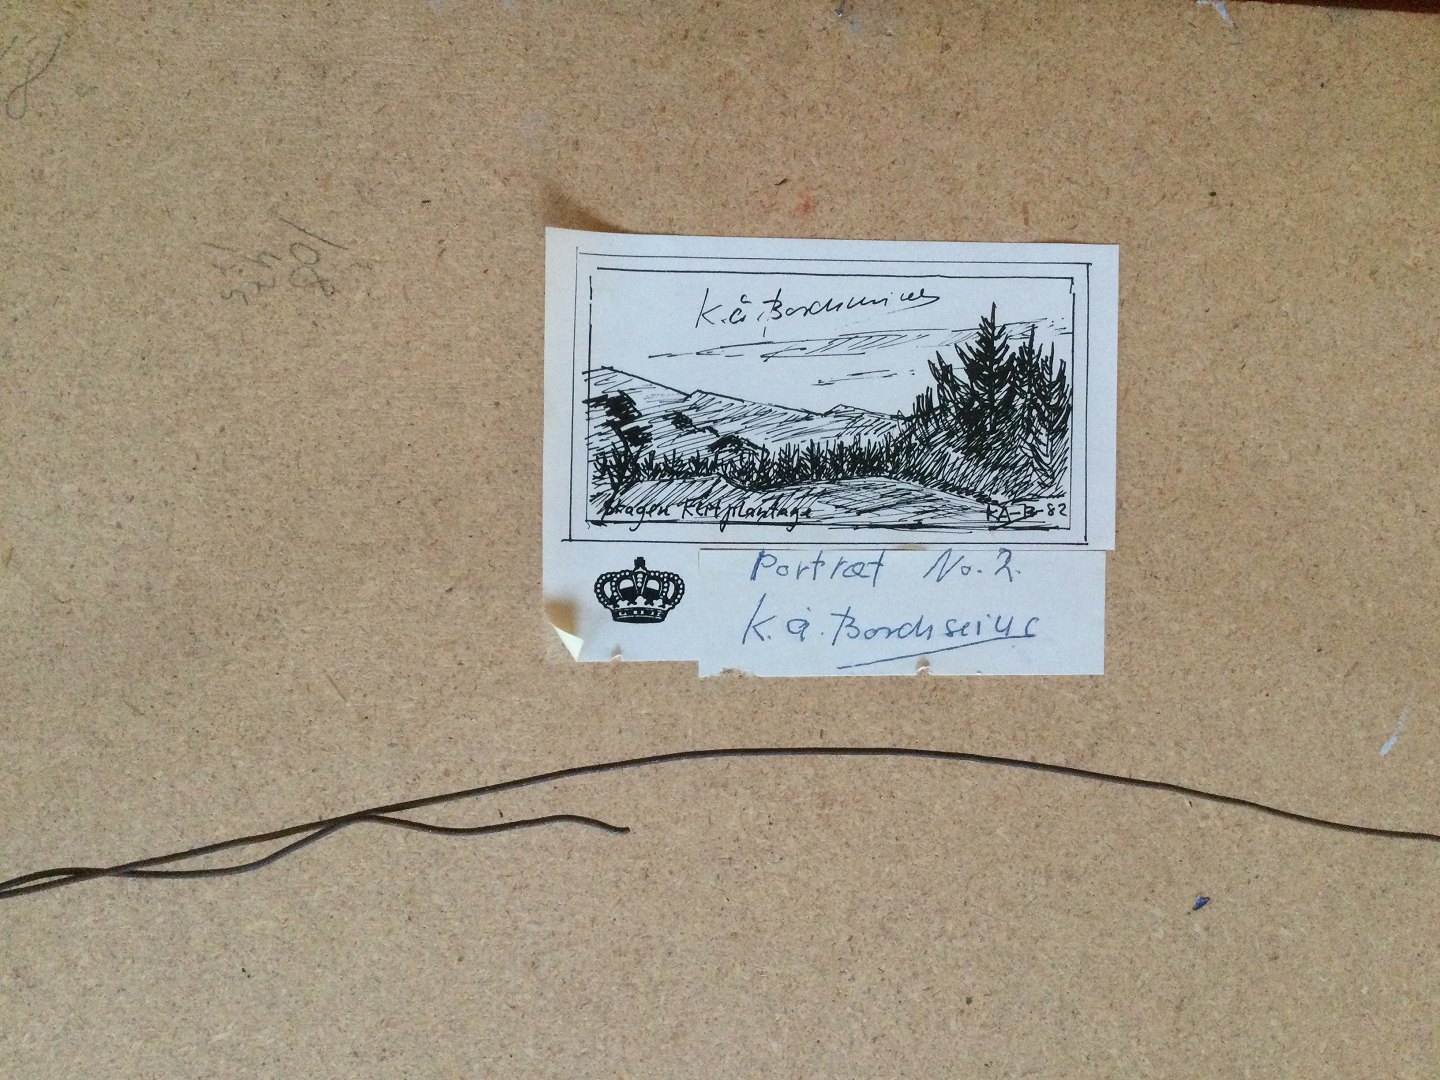 K.å. Borchsenius
Skagen Klitplantage
KA-B-82
Portræt No. 2.
K. å. Borchsenius